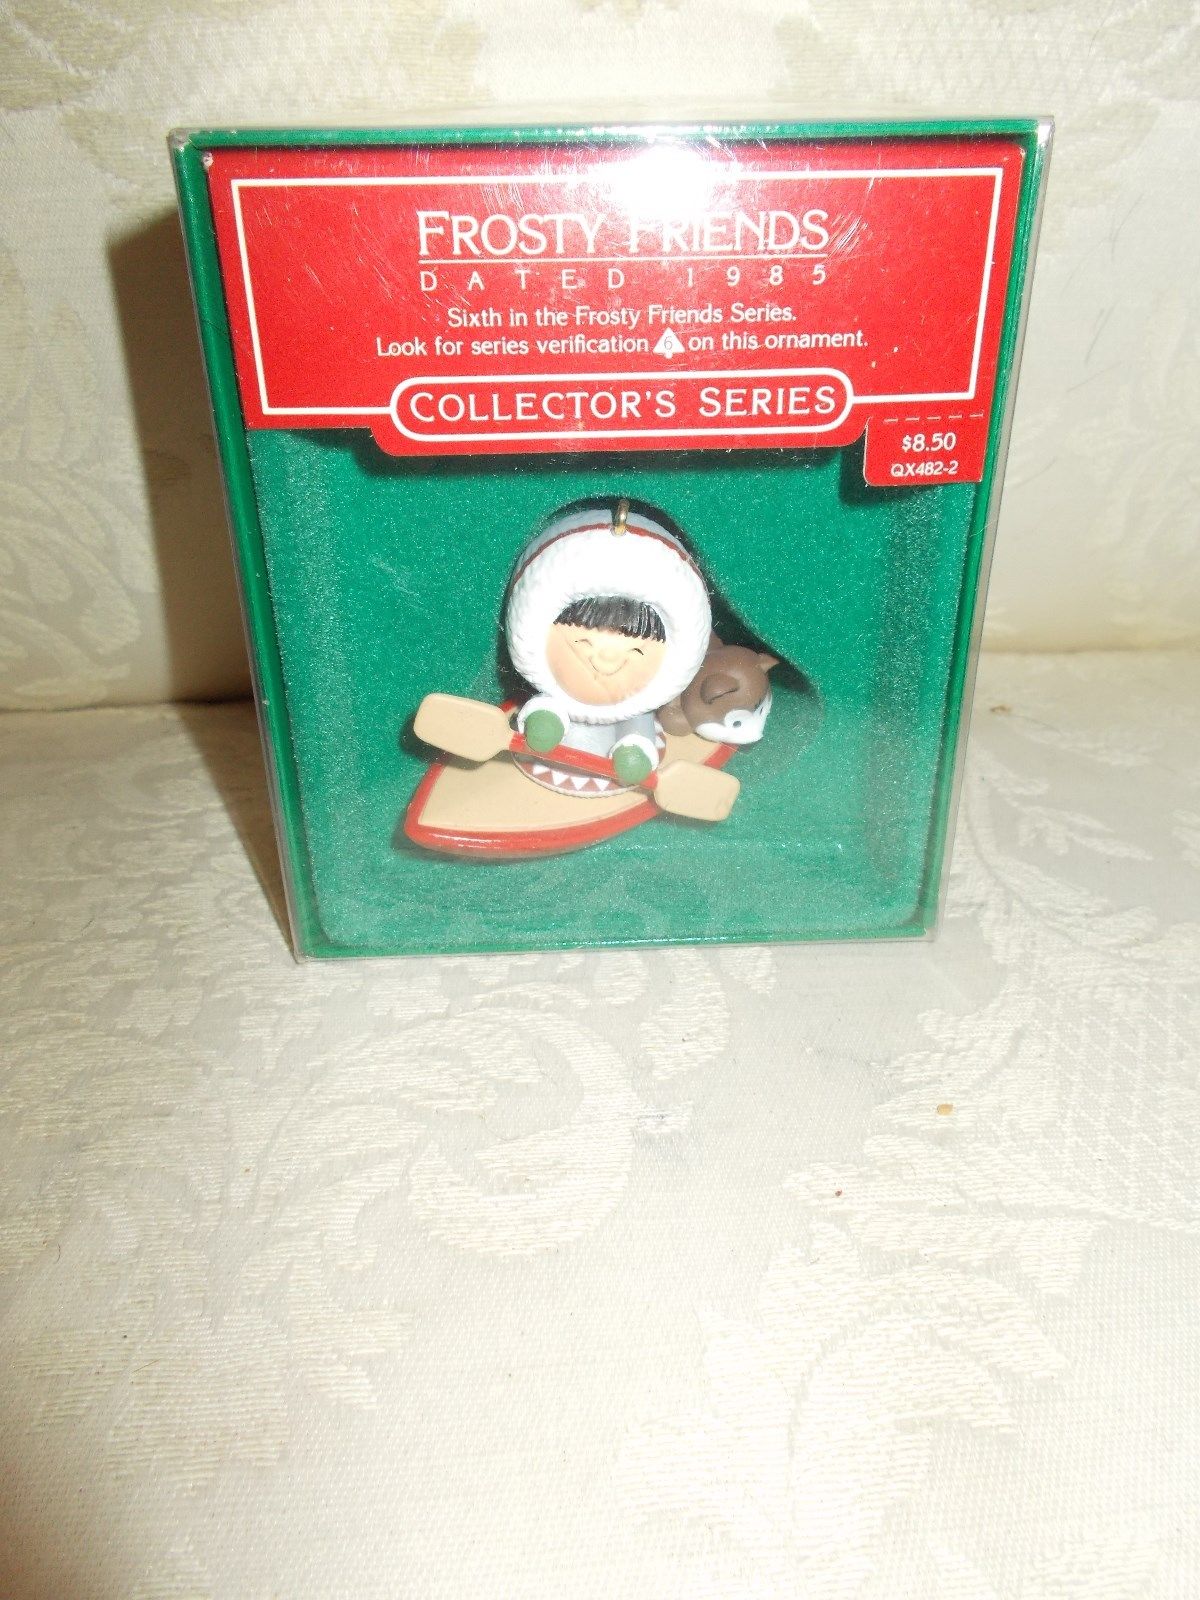 FROSTY FRIENDS
DATED 1985
Sixth in the Frosty Friends Series.
Look for series verification 6 on this ornament.
COLLECTOR'S SERIES
$8.50
QX482-2